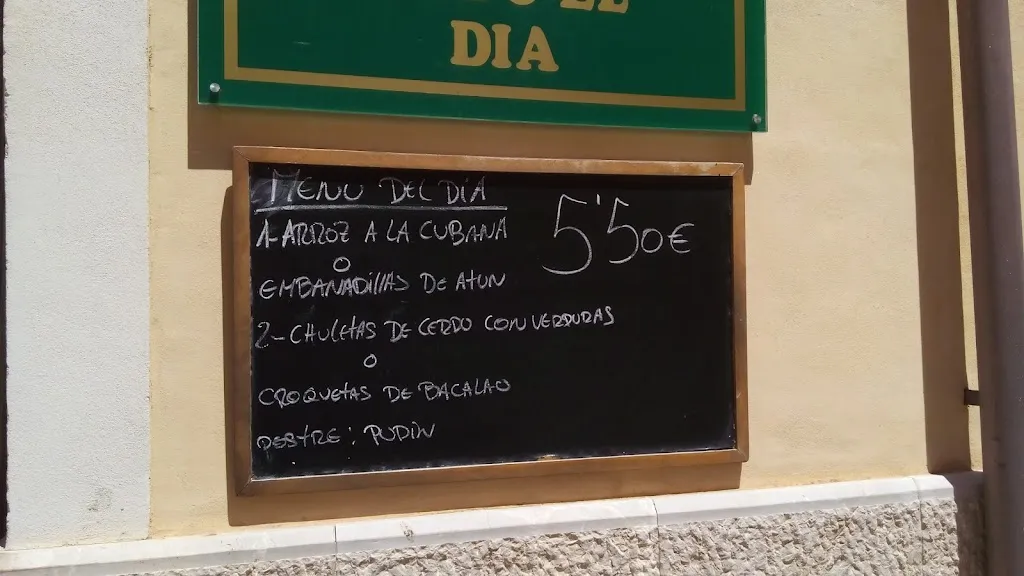 DIA
MENU DEL DIA
1-ARROZ A LA CUBANA
5'50€
O
EMBANADILLAS DE ATUN
2-CHULETAS DE CERDO CON VERDURAS
O
CROQUETAS DE BACALAO
POSTRE: PUDIN